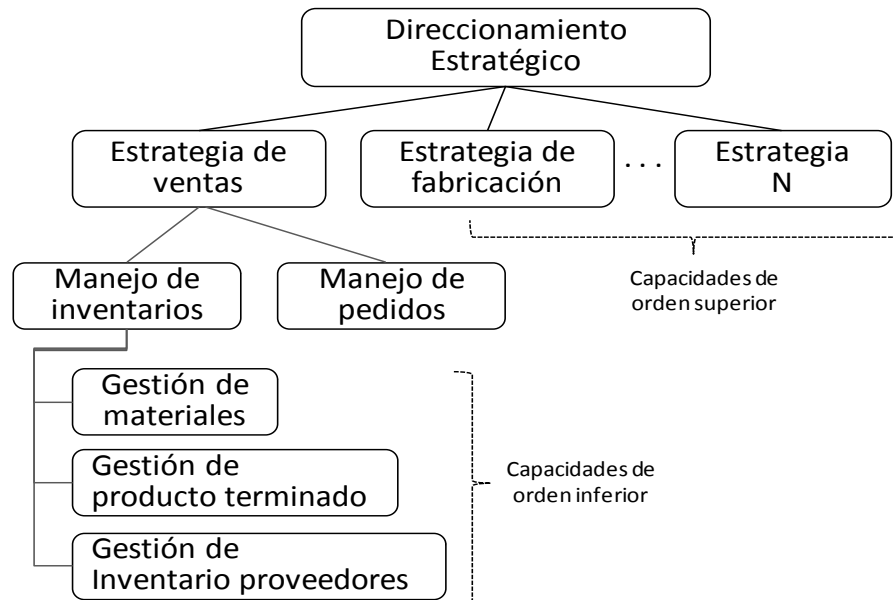 Direccionamiento
Estratégico
Estrategia de
ventas
Estrategia de
fabricación
...
Estrategia
N
Manejo de
inventarios
Manejo de
pedidos
Capacidades de
orden superior
Gestión de
materiales
Gestión de
producto terminado
Gestión de
Inventario proveedores
Capacidades de
orden inferior